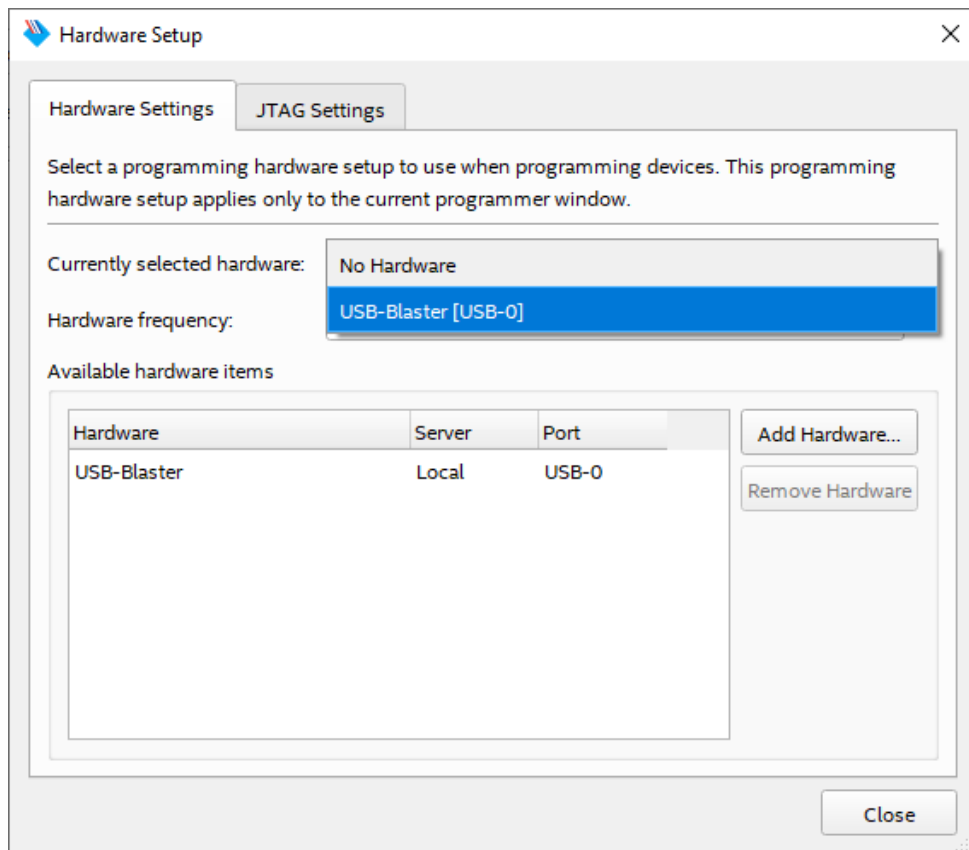 Hardware Setup
Hardware Settings
JTAG Settings
Select a programming hardware setup to use when programming devices. This programming
hardware setup applies only to the current programmer window.
Currently selected hardware:
No Hardware
USB-Blaster [USB-0]
Hardware frequency:
Available hardware items
Hardware Server Port
USB-Blaster Local USB-0
Add Hardware...
Remove Hardware
Close